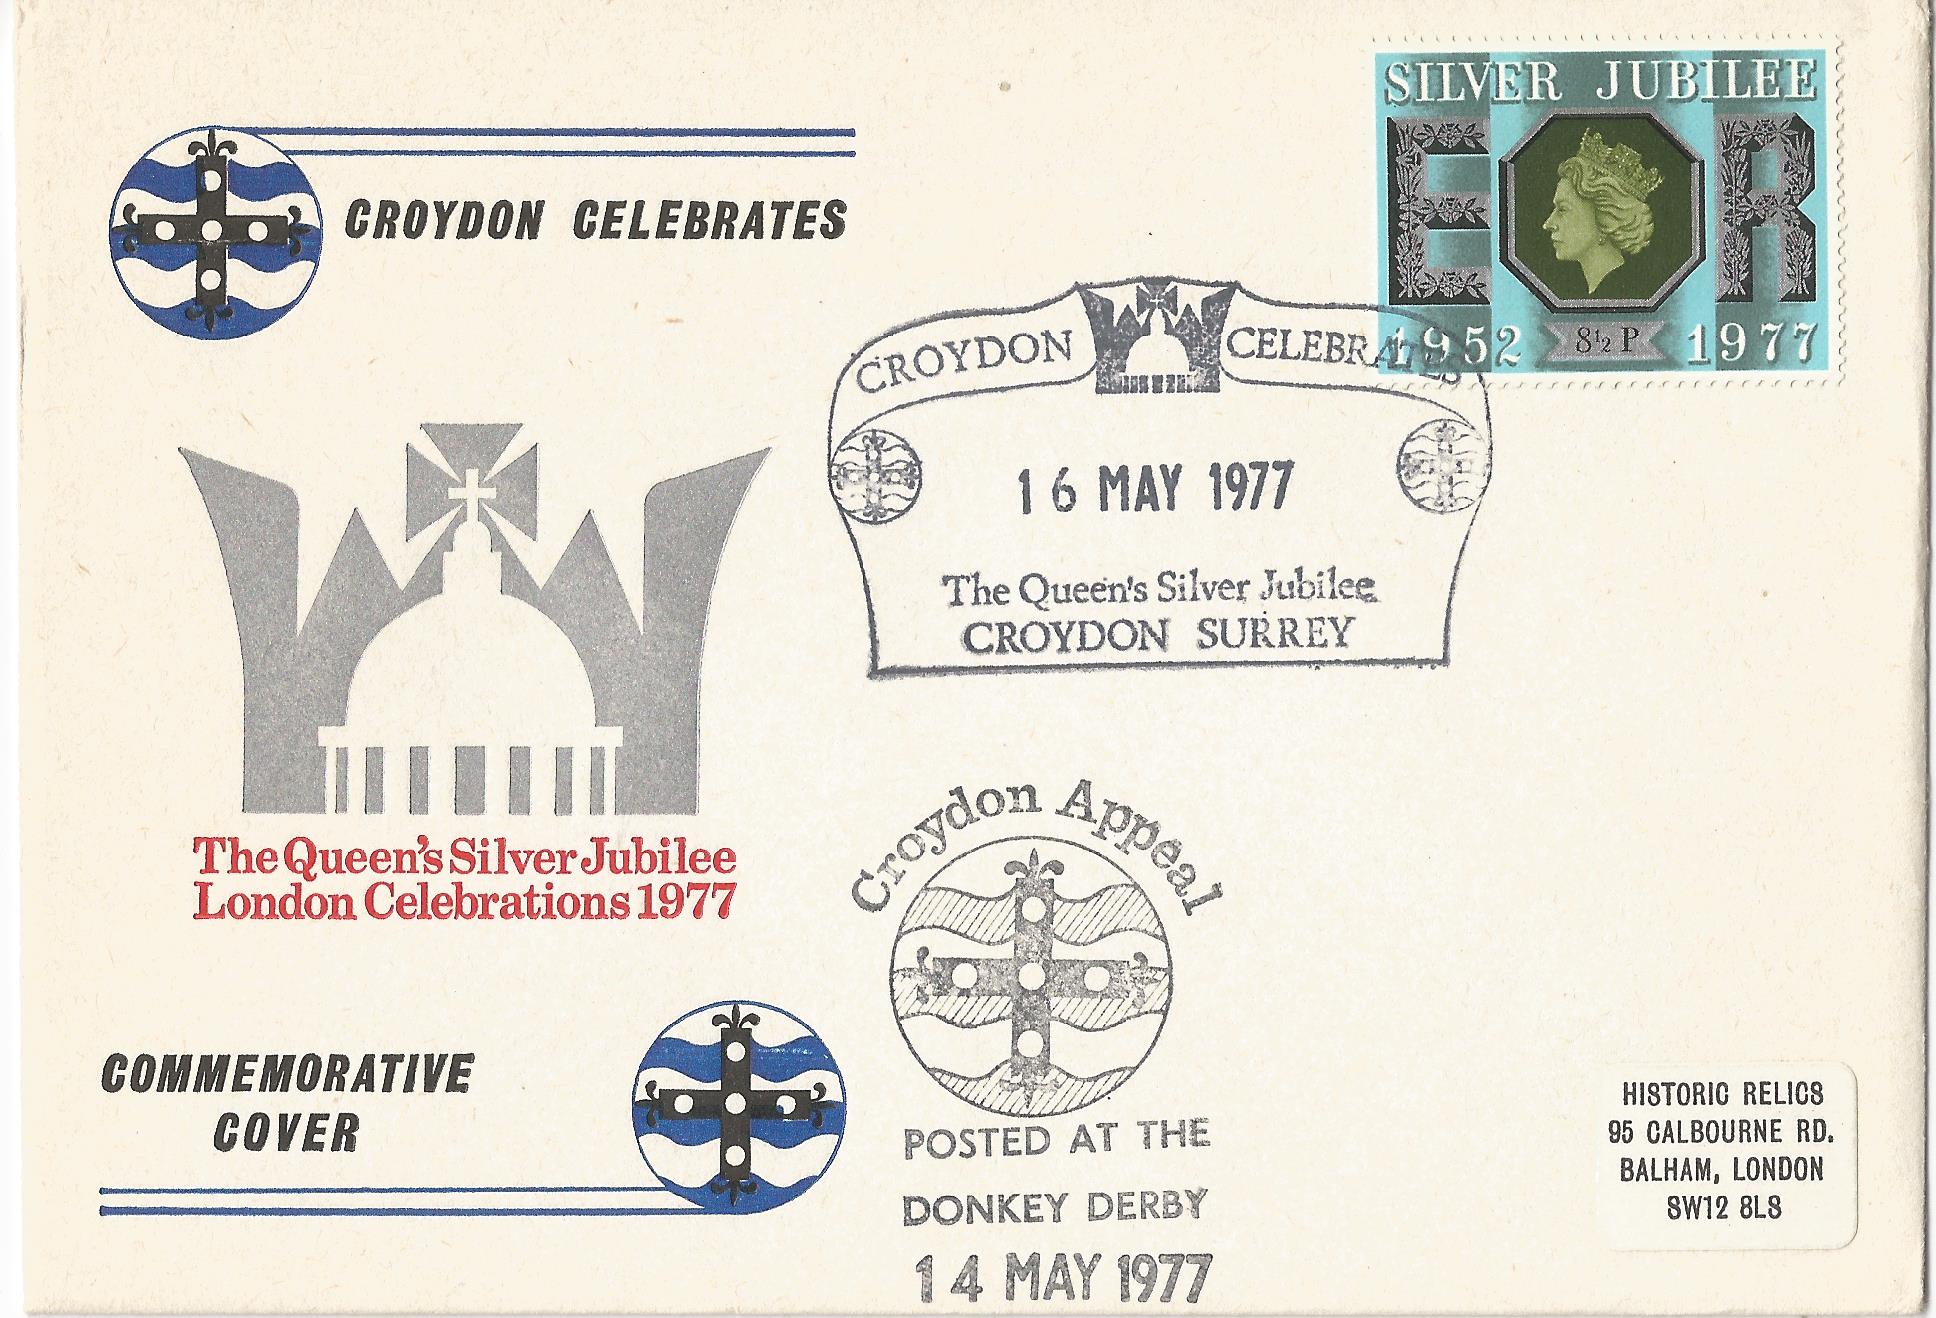 SILVER JUBILEE
E R
1952 8½ P 1977
CROYDON CELEBRATES
CROYDON CELEBRATES
16 MAY 1977
The Queen's Silver Jubilee
CROYDON SURREY
The Queen's Silver Jubilee
London Celebrations 1977
Croydon Appeal
POSTED AT THE
DONKEY DERBY
14 MAY 1977
COMMEMORATIVE
COVER
HISTORIC RELICS
95 CALBOURNE RD.
BALHAM, LONDON
SW12 8LS